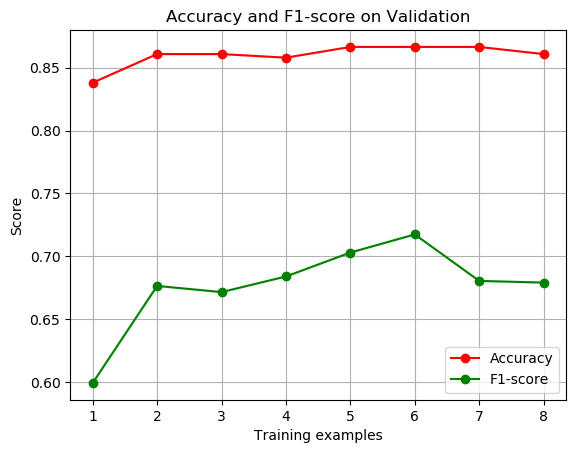 Accuracy and F1-score on Validation
Score
0.85
0.80
0.75
0.70
0.65
0.60
Accuracy
F1-score
1 2 3 4 5 6 7 8
Training examples